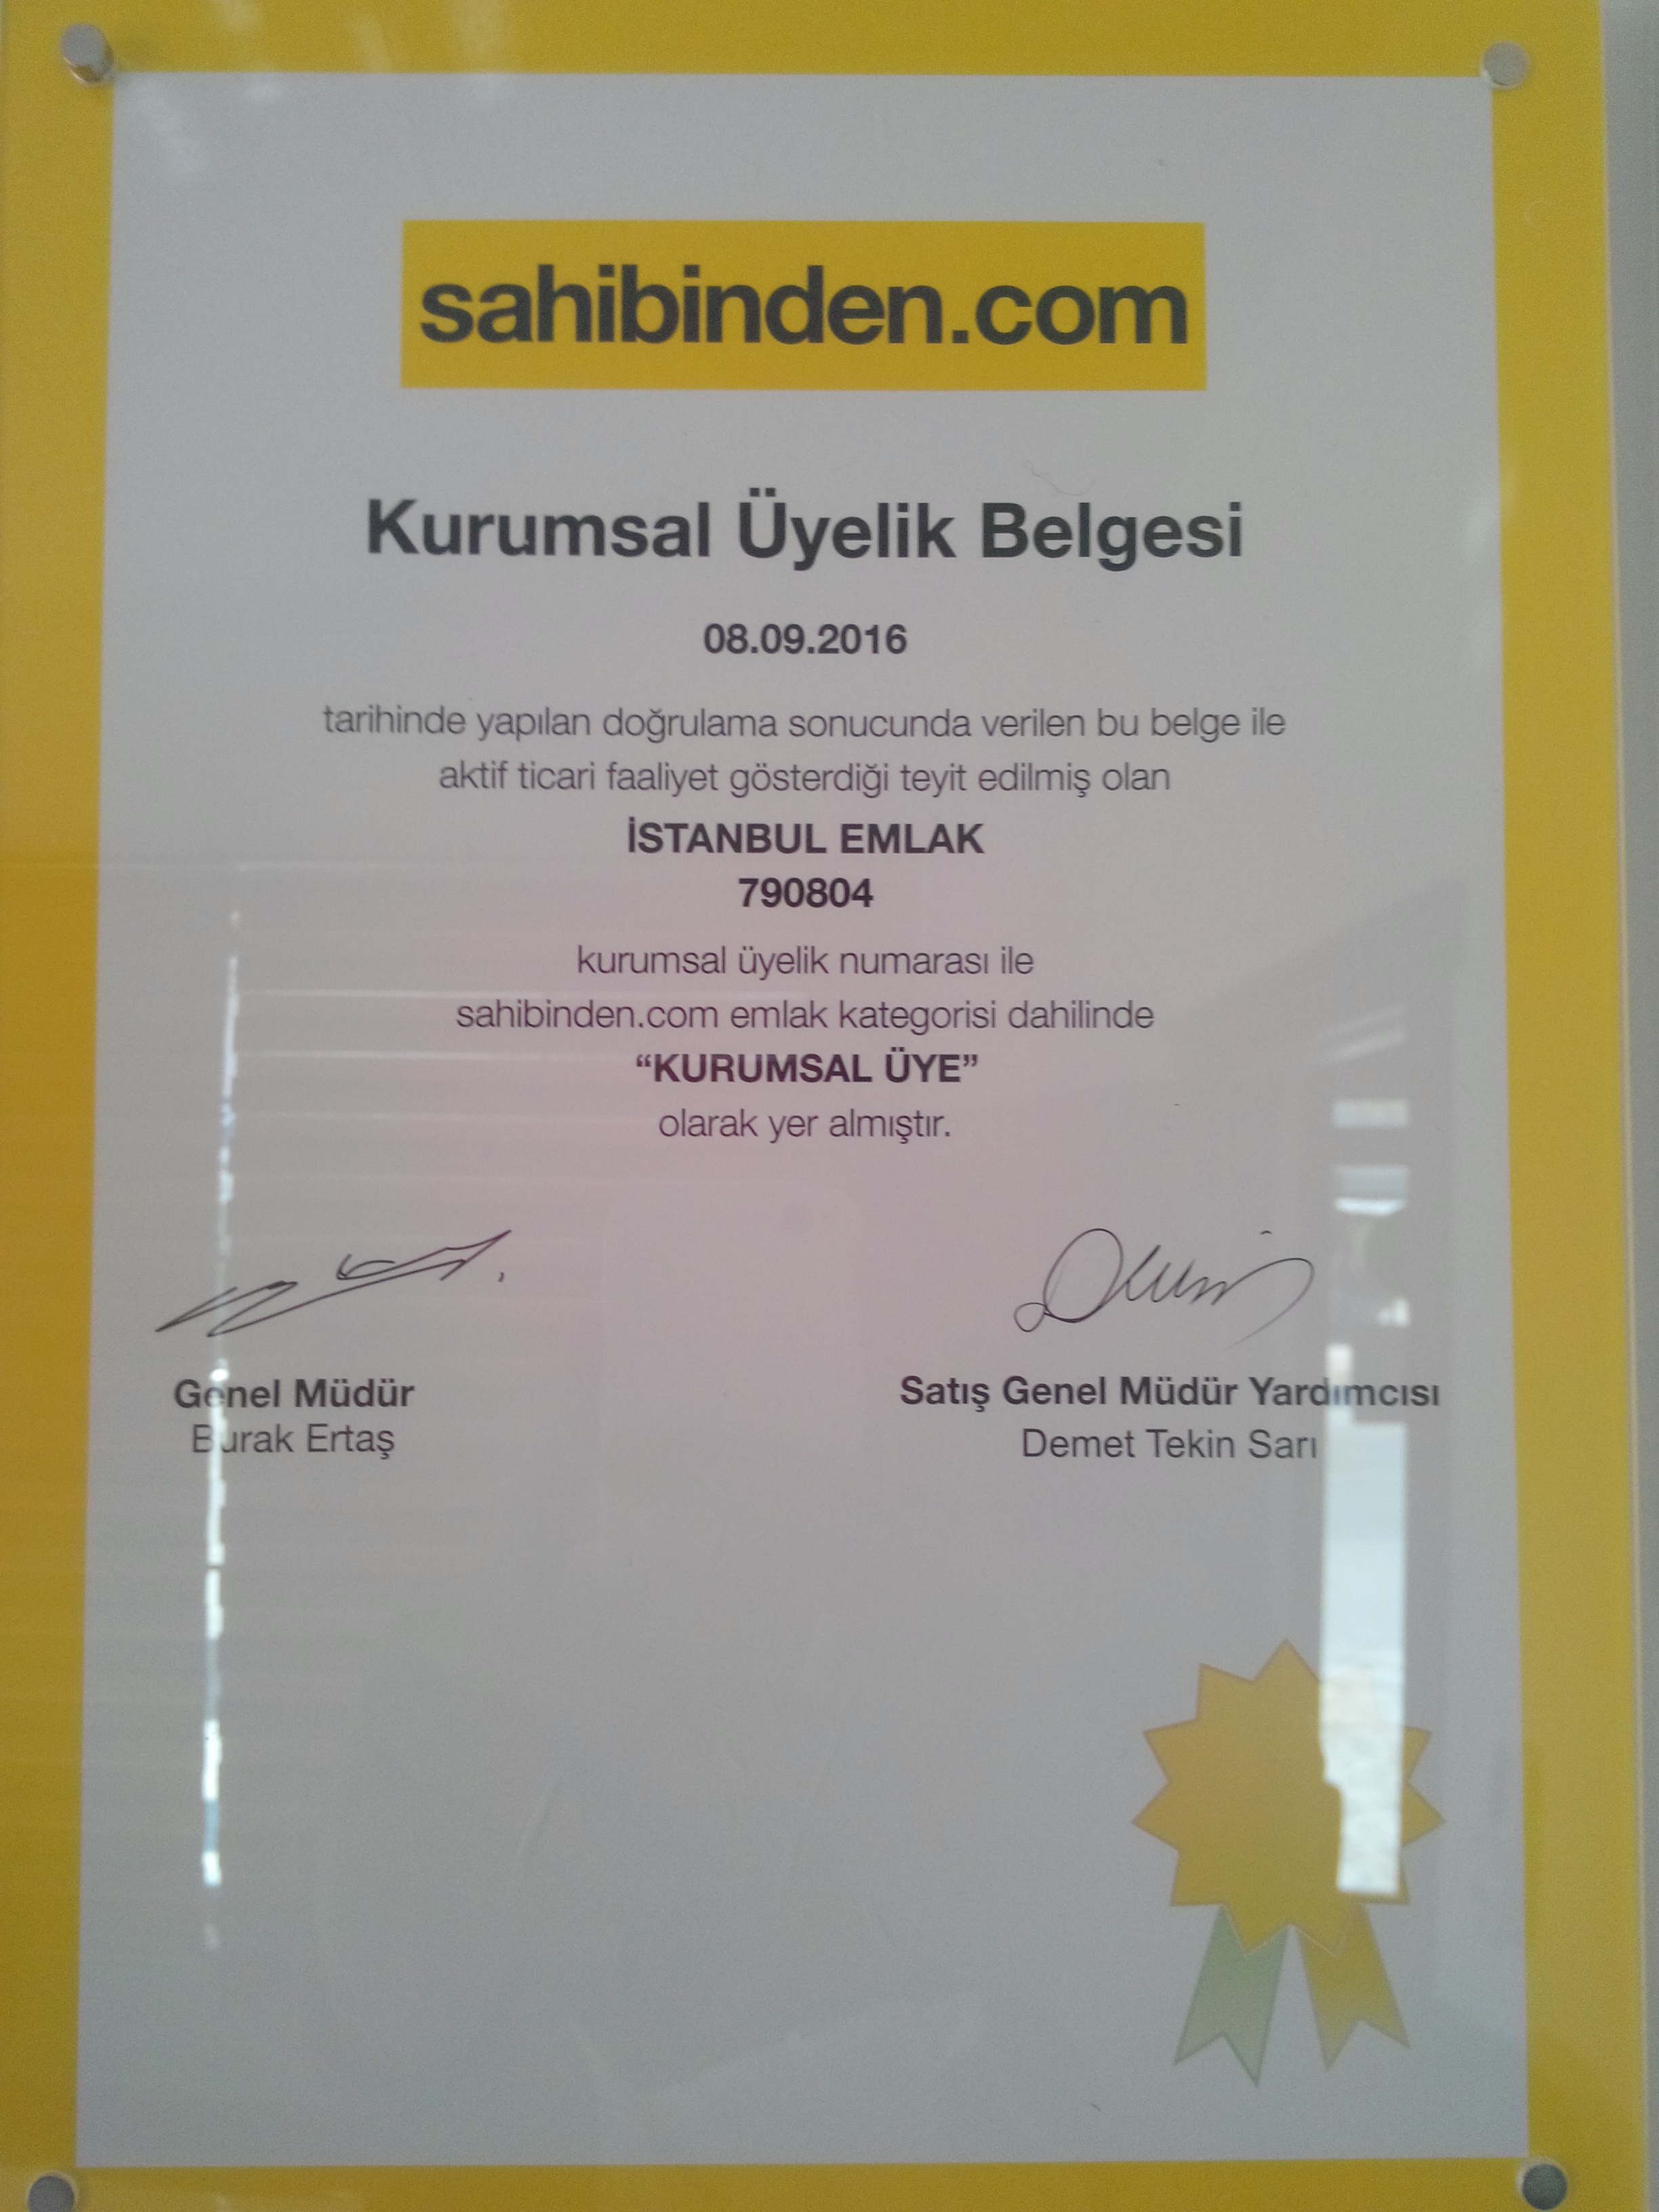 sahibinden.com
Kurumsal Üyelik Belgesi
08.09.2016
tarihinde yapılan doğrulama sonucunda verilen bu belge ile
aktif ticari faaliyet gösterdiği teyit edilmiş olan
İSTANBUL EMLAK
790804
kurumsal üyelik numarası ile
sahibinden.com emlak kategorisi dahilinde
“KURUMSAL ÜYE”
olarak yer almıştır.
Genel Müdür
Burak Ertaş
Satış Genel Müdür Yardımcısı
Demet Tekin Sarı